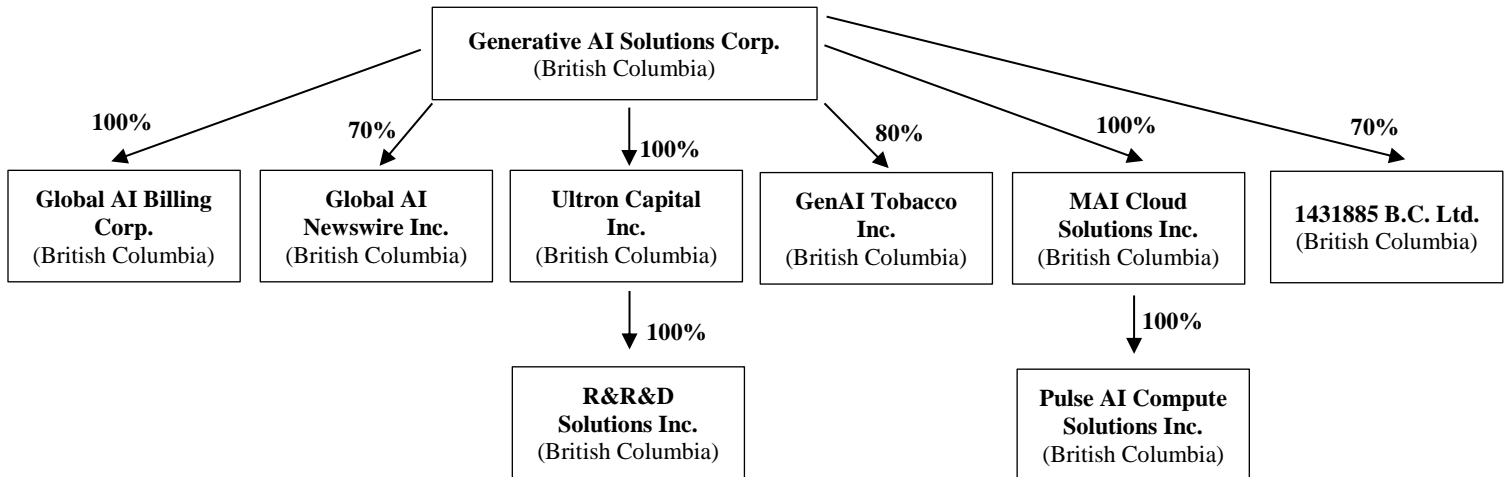 Generative AI Solutions Corp.
(British Columbia)
100%
70%
100%
80%
100%
70%
Global AI Billing
Corp.
(British Columbia)
Global AI
Newswire Inc.
(British Columbia)
Ultron Capital
Inc.
(British Columbia)
GenAI Tobacco
Inc.
(British Columbia)
MAI Cloud
Solutions Inc.
(British Columbia)
1431885 B.C. Ltd.
(British Columbia)
100%
100%
R&R&D
Solutions Inc.
(British Columbia)
Pulse AI Compute
Solutions Inc.
(British Columbia)